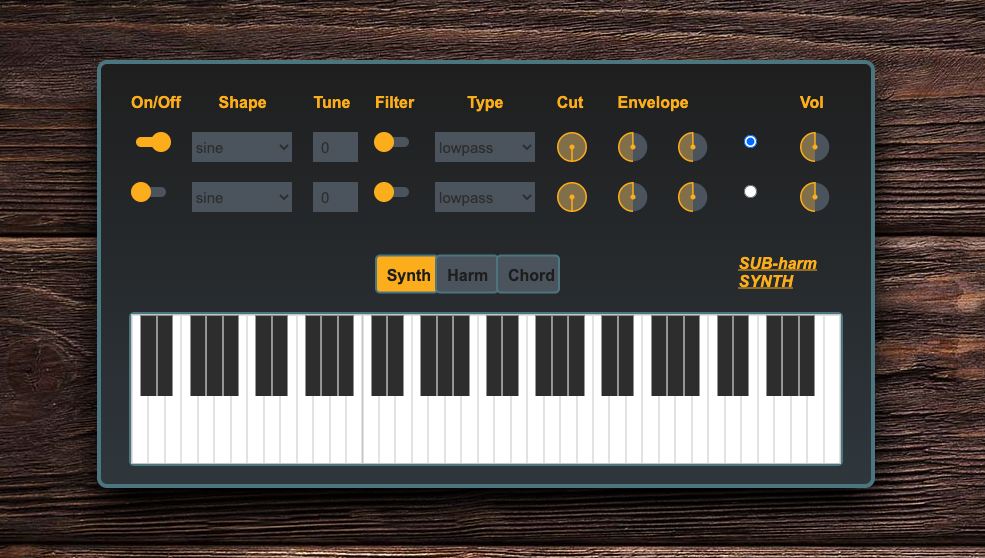 On/Off Shape Tune Filter Type Cut Envelope Vol
sine 0 lowpass
sine 0 lowpass
Synth Harm Chord
SUB-harm
SYNTH